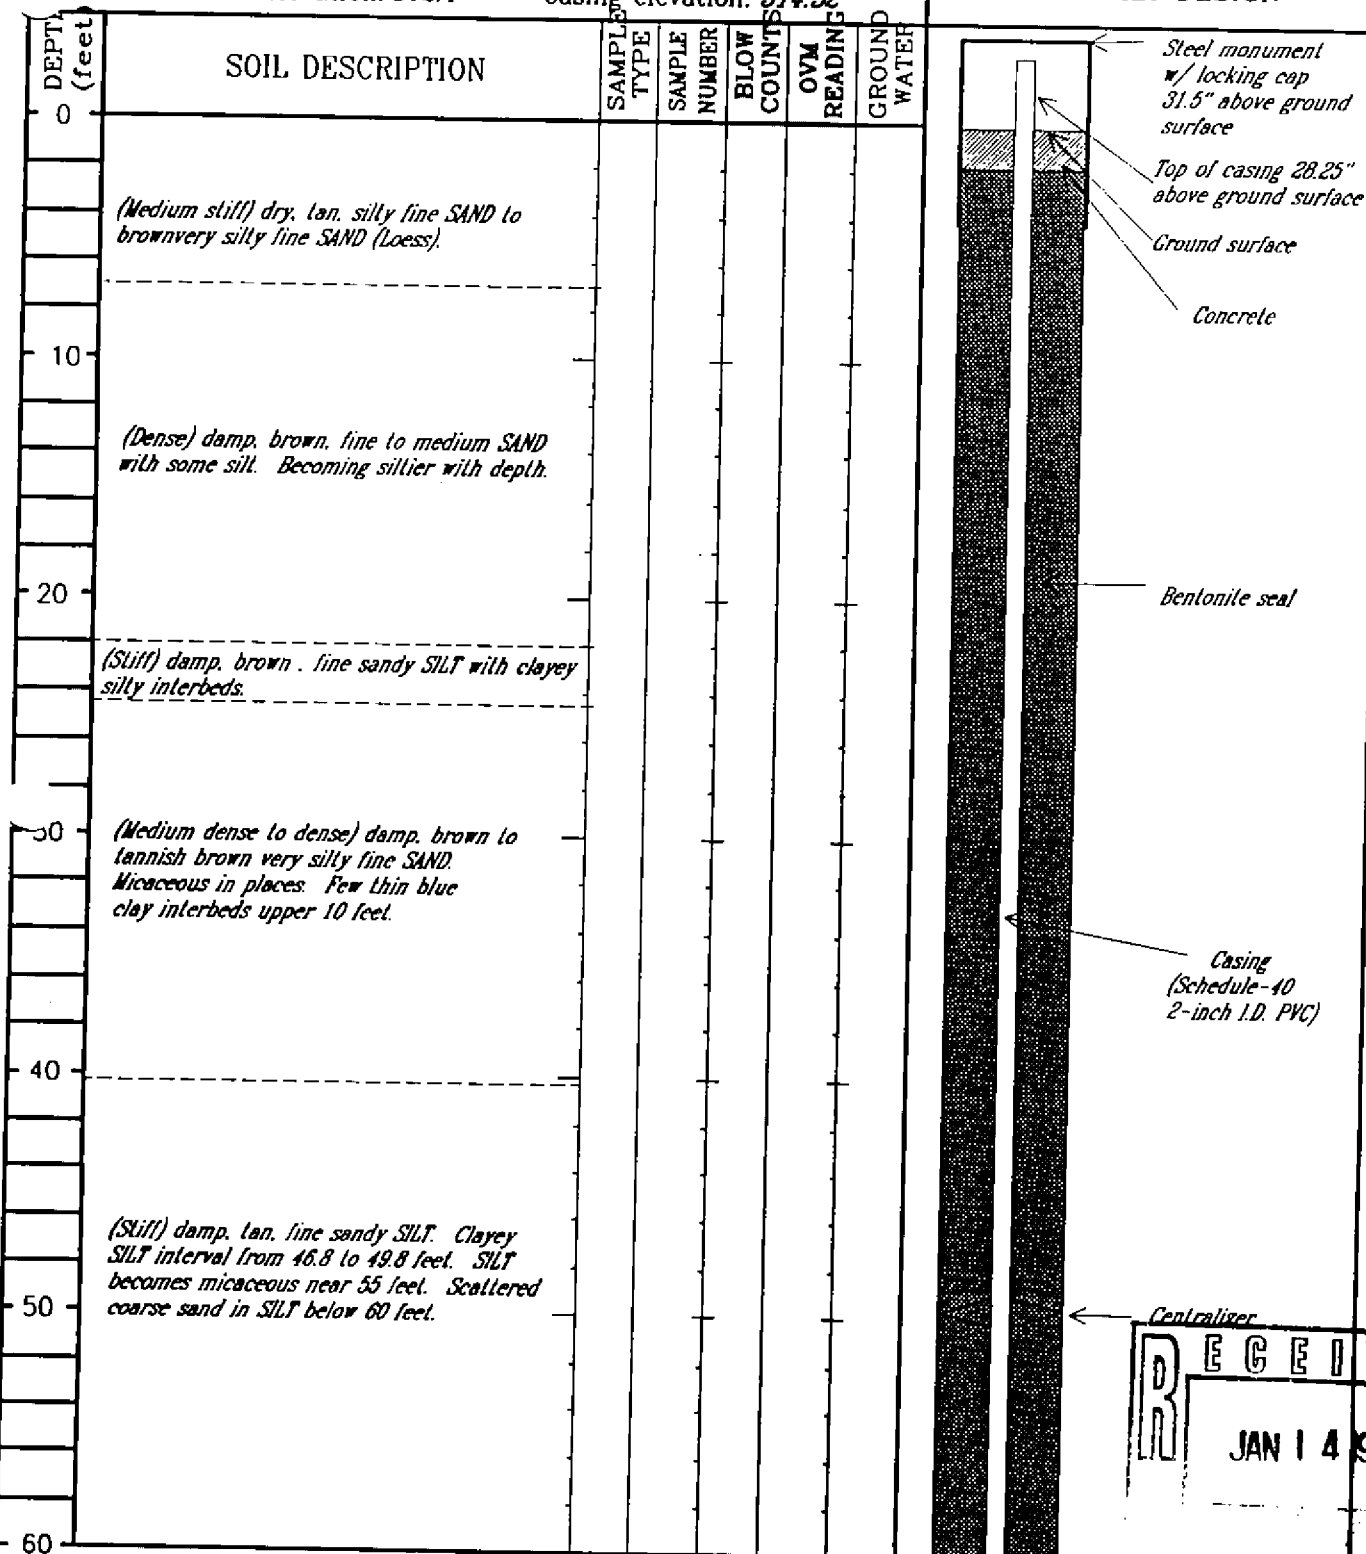 elevation:
DEPTH
(feet)
SOIL DESCRIPTION
SAMPLE
TYPE
SAMPLE
NUMBER
BLOW
COUNTS
OVM
READING
GROUND
WATER
0
10
20
40
50
60
(Medium stiff) dry, tan, silty fine SAND to
brownvery silty fine SAND (Loess).
(Dense) damp, brown, fine to medium SAND
with some silt. Becoming siltier with depth.
(Stiff) damp, brown . fine sandy SILT with clayey
silty interbeds.
(Medium dense to dense) damp, brown to
tannish brown very silty fine SAND.
Micaceous in places. Few thin blue
clay interbeds upper 10 feet.
(Stiff) damp, tan, fine sandy SILT. Clayey
SILT interval from 46.8 to 49.8 feet. SILT
becomes micaceous near 55 feet. Scattered
coarse sand in SILT below 60 feet.
Steel monument
w/ locking cap
31.5" above ground
surface
Top of casing 28.25"
above ground surface
Ground surface
Concrete
Bentonite seal
Casing
(Schedule-40
2-inch I.D. PVC)
Centralizer
RECEI
JAN 14